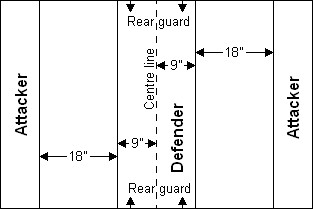 Rear guard
18"
9"
Centre line
Attacker
Defender
Attacker
9"
18"
Rear guard